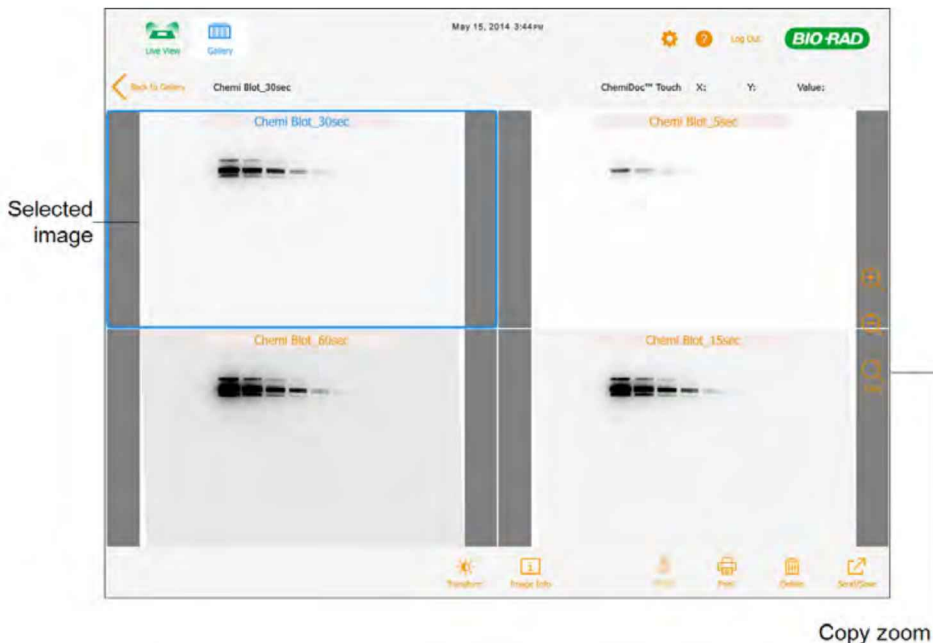 May 15, 2014 3:44PM
Live View
Gallery
Log Out
BIO-RAD
Back to Gallery
Chemi Blot_30sec
ChemiDoc™ Touch X: Y: Value:
Chemi Blot_30sec
Chemi Blot_5sec
Selected
image
Chemi Blot_60sec
Chemi Blot_15sec
Transform
Image Info
Print
Delete
Send/Save
Copy zoom